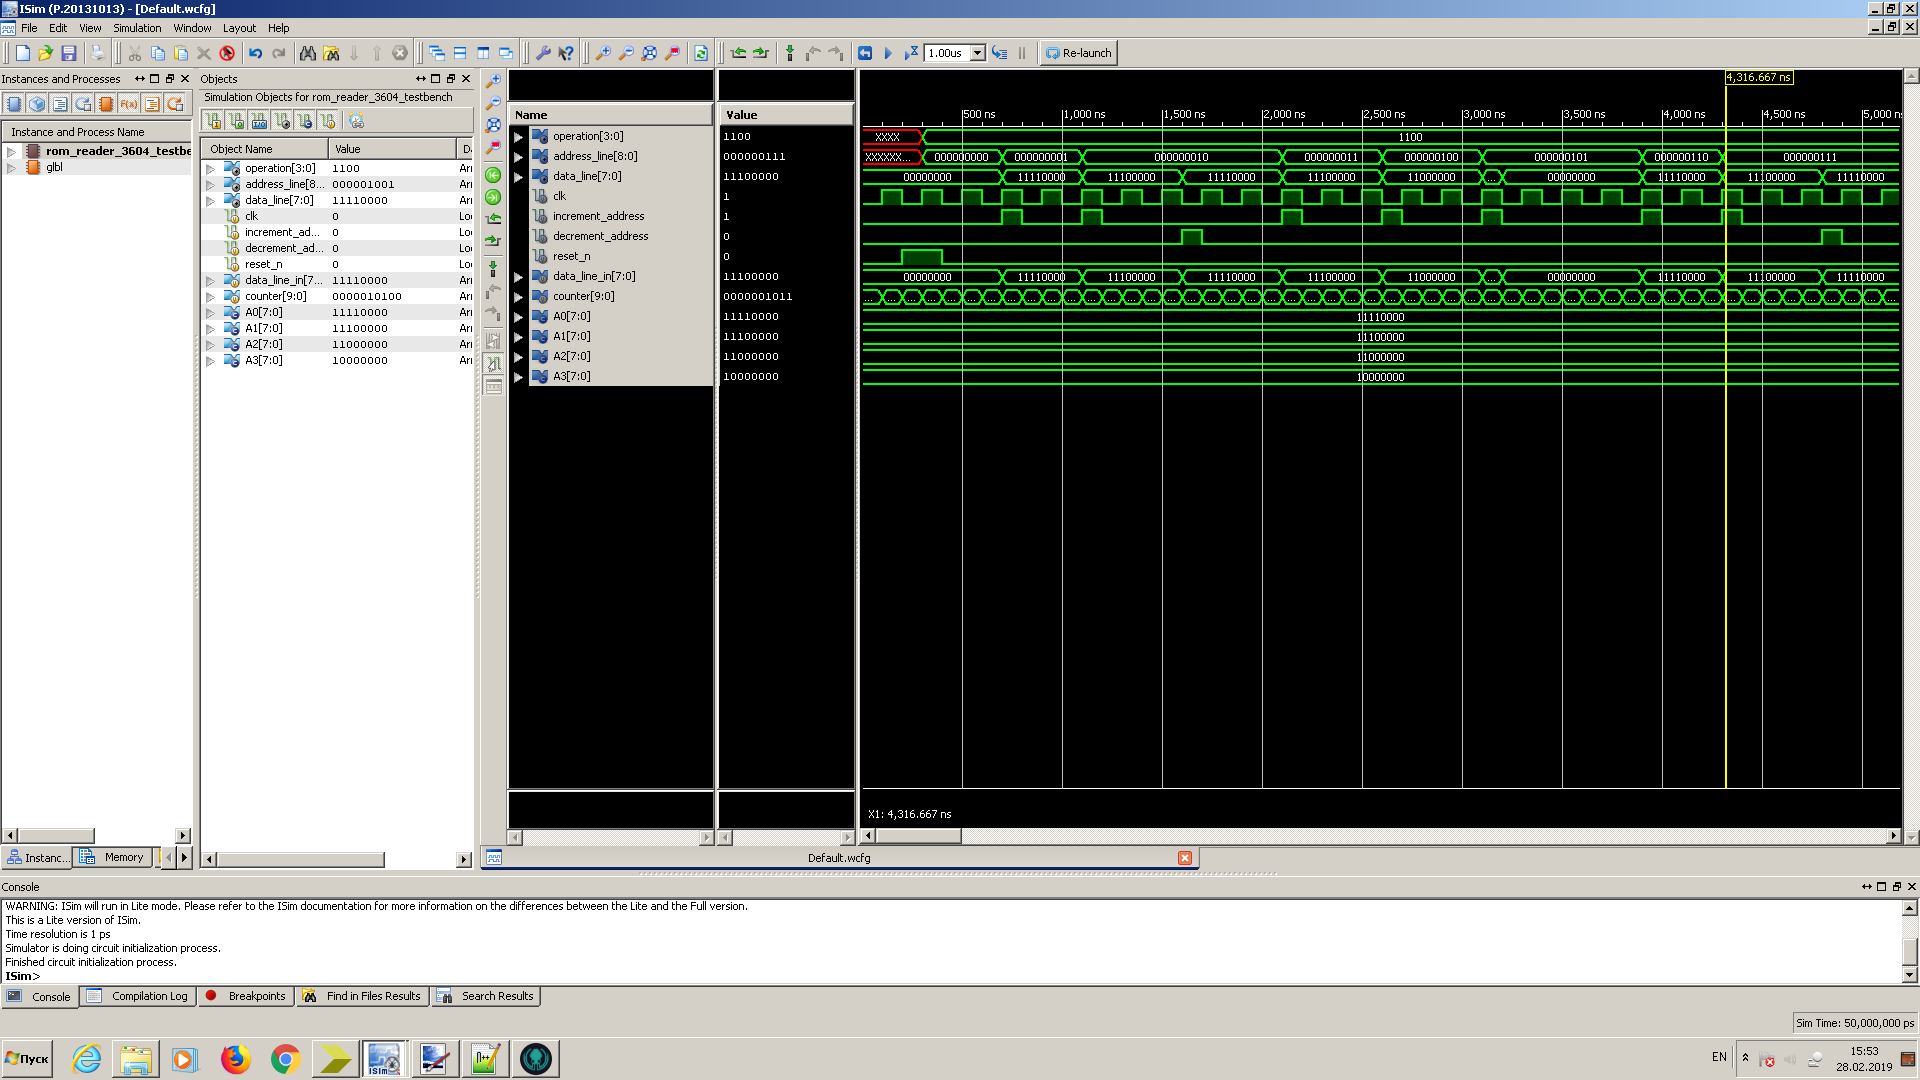 ISim (P.20131013) - [Default.wcfg]
File Edit View Simulation Window Layout Help
1.00us
Re-launch
Instances and Processes
Instance and Process Name
rom_reader_3604_testbe
glbl
Instanc...
Memory
Objects
Simulation Objects for rom_reader_3604_testbench
Object Name Value
operation[3:0] 1100 Arr
address_line[8... 000001001 Arr
data_line[7:0] 11110000 Arr
clk 0 Lo
increment_ad... 0 Lo
decrement_ad... 0 Lo
reset_n 0 Lo
data_line_in[7... 11110000 Arr
counter[9:0] 0000010100 Arr
A0[7:0] 11110000 Arr
A1[7:0] 11100000 Arr
A2[7:0] 11000000 Arr
A3[7:0] 10000000 Arr
Name Value
operation[3:0] 1100
address_line[8:0] 000000111
data_line[7:0] 11100000
clk 1
increment_address 1
decrement_address 0
reset_n 0
data_line_in[7:0] 11100000
counter[9:0] 0000001011
A0[7:0] 11110000
A1[7:0] 11100000
A2[7:0] 11000000
A3[7:0] 10000000
4,316.667 ns
500 ns 1,000 ns 1,500 ns 2,000 ns 2,500 ns 3,000 ns 3,500 ns 4,000 ns 4,500 ns 5,000 n
XXXX 1100
XXXXXX... 000000000 000000001 000000010 000000011 000000100 000000101 000000110 000000111
00000000 11110000 11100000 11110000 11100000 11000000 ... 00000000 11110000 11100000 11110000
00000000 11110000 11100000 11110000 11100000 11000000 ... 00000000 11110000 11100000 11110000
11110000
11100000
11000000
10000000
X1: 4,316.667 ns
Default.wcfg
Console
WARNING: ISim will run in Lite mode. Please refer to the ISim documentation for more information on the differences between the Lite and the Full version.
This is a Lite version of ISim.
Time resolution is 1 ps
Simulator is doing circuit initialization process.
Finished circuit initialization process.
ISim>
Console Compilation Log Breakpoints Find in Files Results Search Results
Sim Time: 50,000,000 ps
Пуск
ISim
EN
15:53
28.02.2019